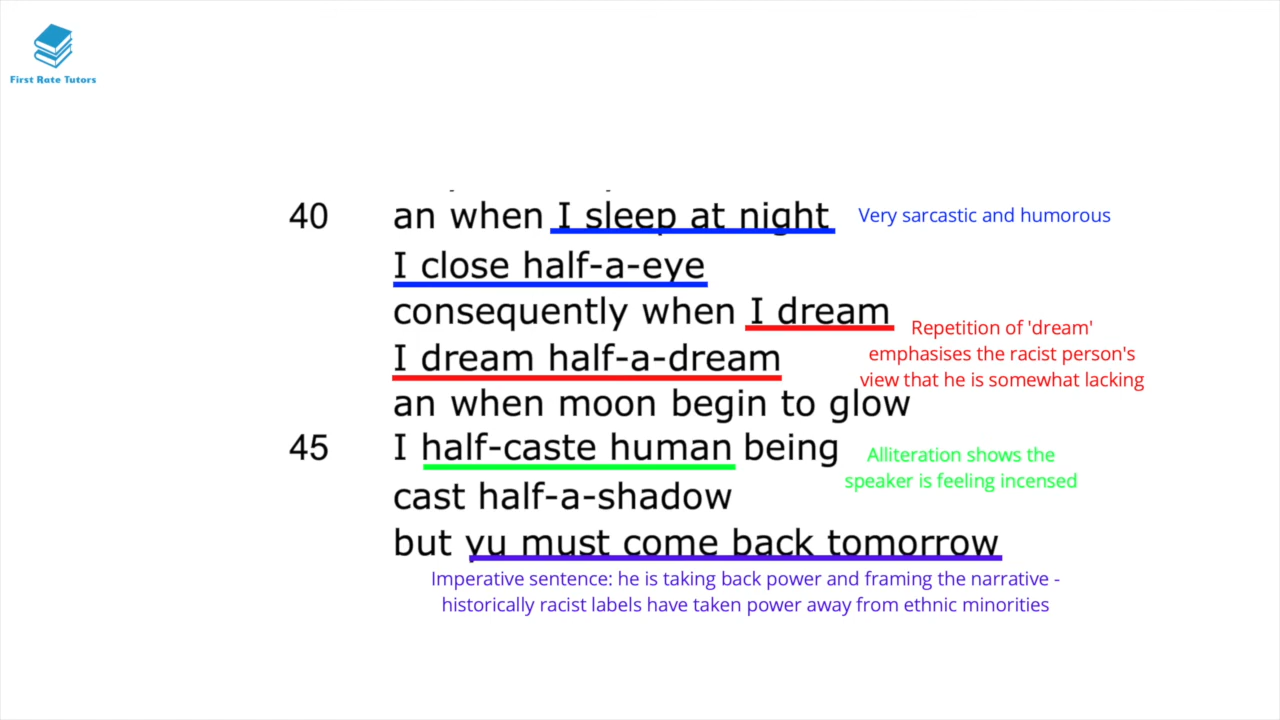 First Rate Tutors
40 an when I sleep at night
Very sarcastic and humorous
I close half-a-eye
consequently when I dream
Repetition of 'dream'
emphasises the racist person's
view that he is somewhat lacking
I dream half-a-dream
an when moon begin to glow
45 I half-caste human being
Alliteration shows the
speaker is feeling incensed
cast half-a-shadow
but yu must come back tomorrow
Imperative sentence: he is taking back power and framing the narrative -
historically racist labels have taken power away from ethnic minorities